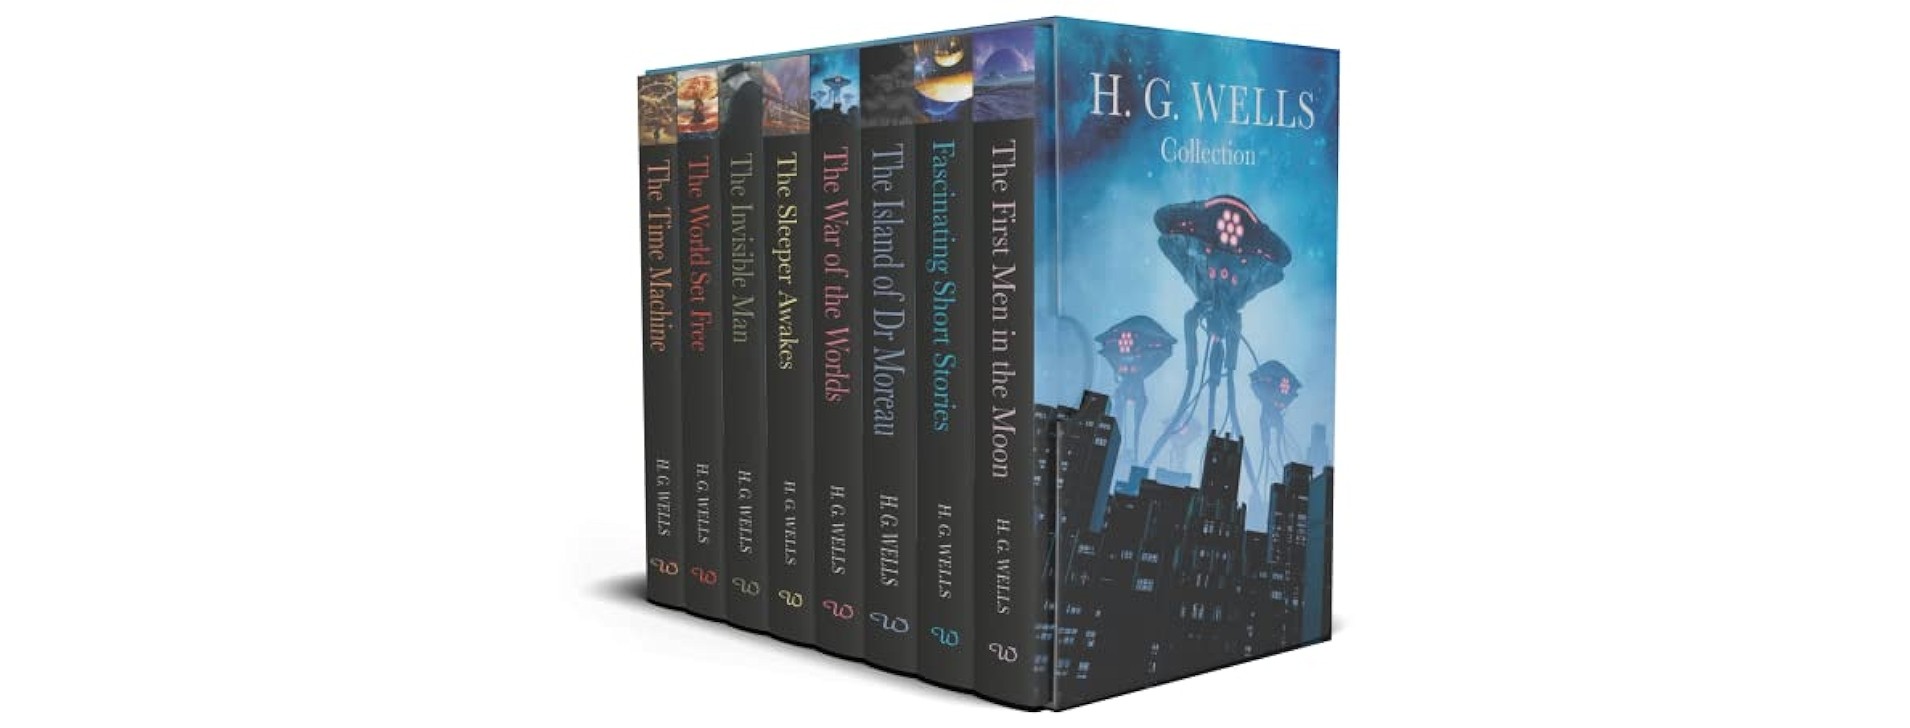 The Time Machine
H. G. WELLS
W
The World Set Free
H. G. WELLS
W
The Invisible Man
H. G. WELLS
W
The Sleeper Awakes
H. G. WELLS
W
The War of the Worlds
H. G. WELLS
W
The Island of Dr Moreau
H. G. WELLS
W
Fascinating Short Stories
H. G. WELLS
W
The First Men in the Moon
H. G. WELLS
W
H. G. WELLS
Collection